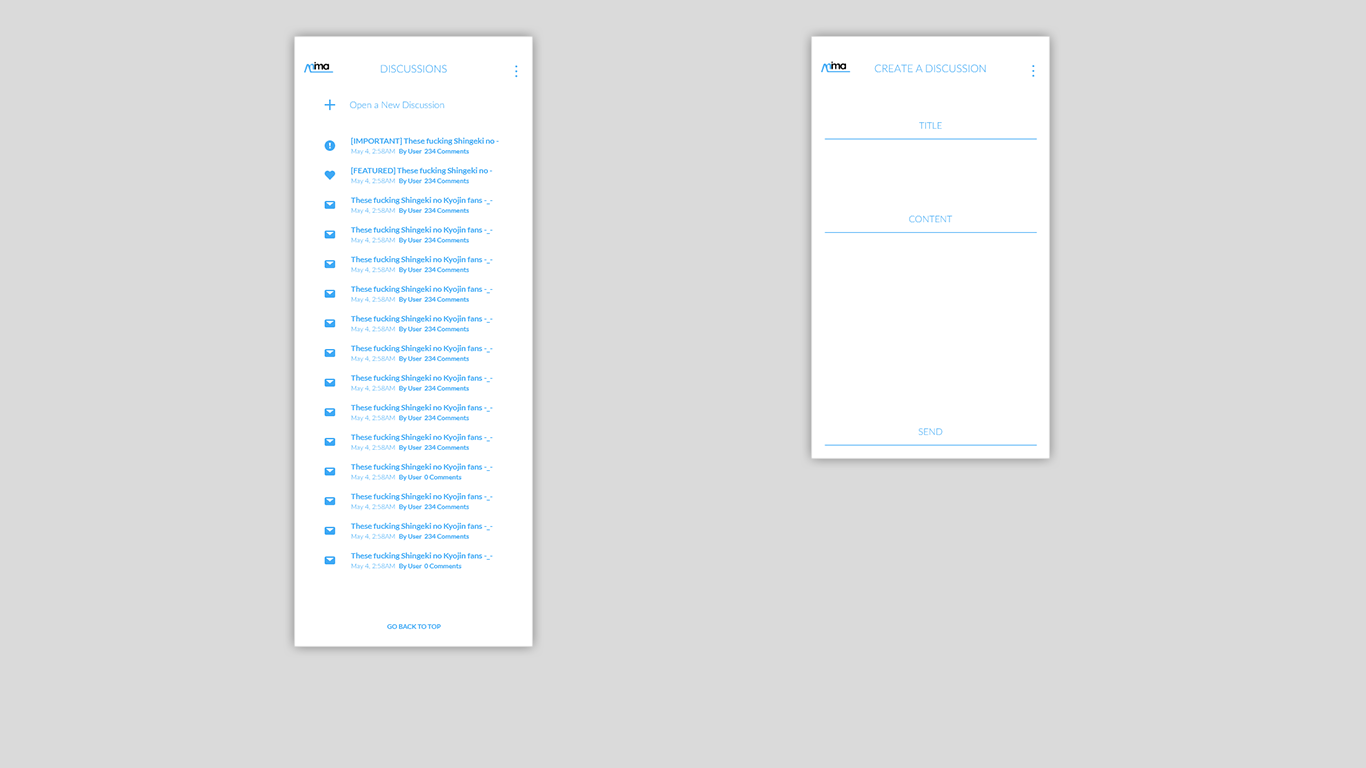 Mima
DISCUSSIONS
Open a New Discussion
[IMPORTANT] These fucking Shingeki no -
May 4, 2:58AM By User 234 Comments
[FEATURED] These fucking Shingeki no -
May 4, 2:58AM By User 234 Comments
These fucking Shingeki no Kyojin fans -_-
May 4, 2:58AM By User 234 Comments
These fucking Shingeki no Kyojin fans -_-
May 4, 2:58AM By User 234 Comments
These fucking Shingeki no Kyojin fans -_-
May 4, 2:58AM By User 234 Comments
These fucking Shingeki no Kyojin fans -_-
May 4, 2:58AM By User 234 Comments
These fucking Shingeki no Kyojin fans -_-
May 4, 2:58AM By User 234 Comments
These fucking Shingeki no Kyojin fans -_-
May 4, 2:58AM By User 234 Comments
These fucking Shingeki no Kyojin fans -_-
May 4, 2:58AM By User 234 Comments
These fucking Shingeki no Kyojin fans -_-
May 4, 2:58AM By User 234 Comments
These fucking Shingeki no Kyojin fans -_-
May 4, 2:58AM By User 234 Comments
These fucking Shingeki no Kyojin fans -_-
May 4, 2:58AM By User 0 Comments
These fucking Shingeki no Kyojin fans -_-
May 4, 2:58AM By User 234 Comments
These fucking Shingeki no Kyojin fans -_-
May 4, 2:58AM By User 234 Comments
These fucking Shingeki no Kyojin fans -_-
May 4, 2:58AM By User 0 Comments
GO BACK TO TOP
Mima
CREATE A DISCUSSION
TITLE
CONTENT
SEND